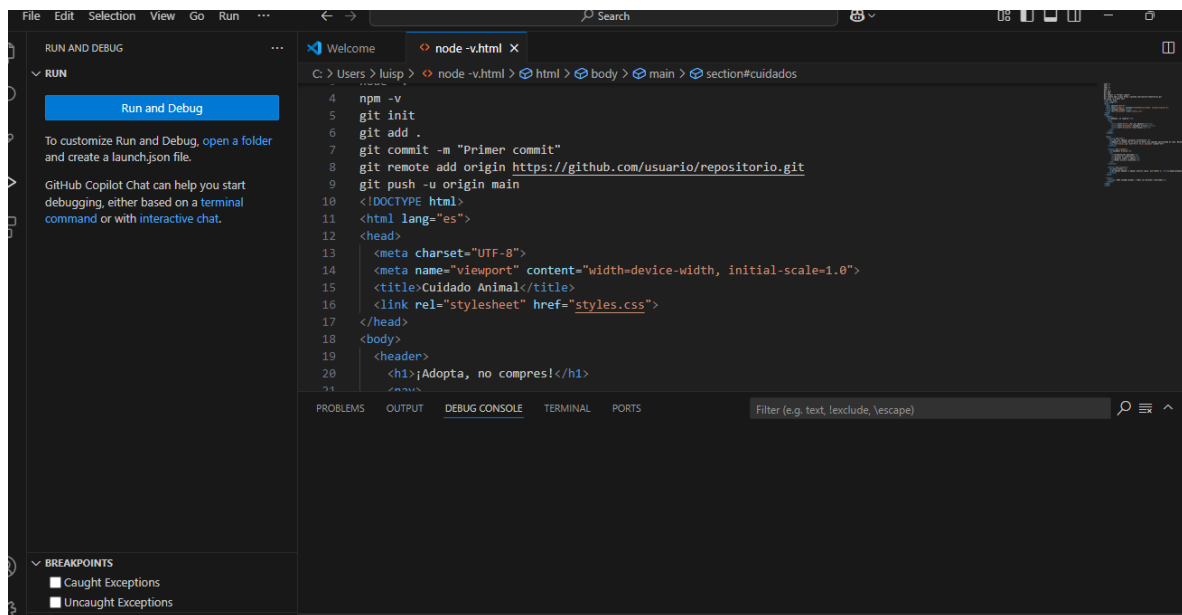 File Edit Selection View Go Run ··· ← → Search
RUN AND DEBUG ···
RUN
Run and Debug
To customize Run and Debug, open a folder
and create a launch.json file.
GitHub Copilot Chat can help you start
debugging, either based on a terminal
command or with interactive chat.
Welcome
node -v.html
C: > Users > luisp > node -v.html > html > body > main > section#cuidados
4 npm -v
5 git init
6 git add .
7 git commit -m "Primer commit"
8 git remote add origin https://github.com/usuario/repositorio.git
9 git push -u origin main
10 <!DOCTYPE html>
11 <html lang="es">
12 <head>
13 <meta charset="UTF-8">
14 <meta name="viewport" content="width=device-width, initial-scale=1.0">
15 <title>Cuidado Animal</title>
16 <link rel="stylesheet" href="styles.css">
17 </head>
18 <body>
19 <header>
20 <h1>¡Adopta, no compres!</h1>
21 <nav>
PROBLEMS OUTPUT DEBUG CONSOLE TERMINAL PORTS Filter (e.g. text, !exclude, \escape)
BREAKPOINTS
Caught Exceptions
Uncaught Exceptions